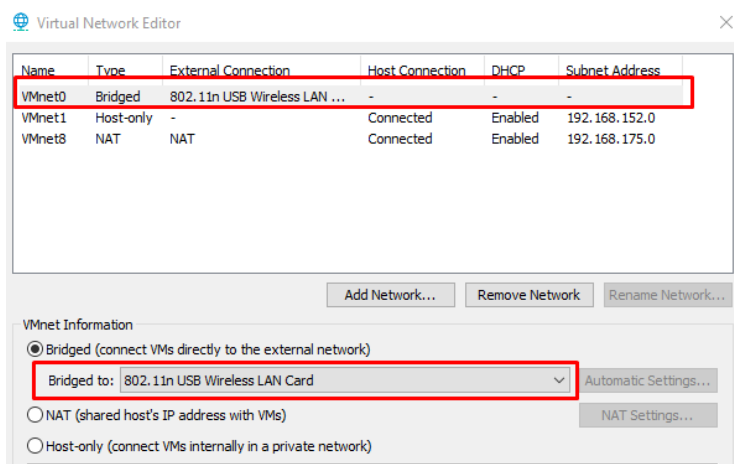 Virtual Network Editor
Name Type External Connection Host Connection DHCP Subnet Address
VMnet0 Bridged 802.11n USB Wireless LAN ... - - -
VMnet1 Host-only - Connected Enabled 192.168.152.0
VMnet8 NAT NAT Connected Enabled 192.168.175.0
Add Network... Remove Network Rename Network...
VMnet Information
Bridged (connect VMs directly to the external network)
Bridged to: 802.11n USB Wireless LAN Card Automatic Settings...
NAT (shared host's IP address with VMs) NAT Settings...
Host-only (connect VMs internally in a private network)